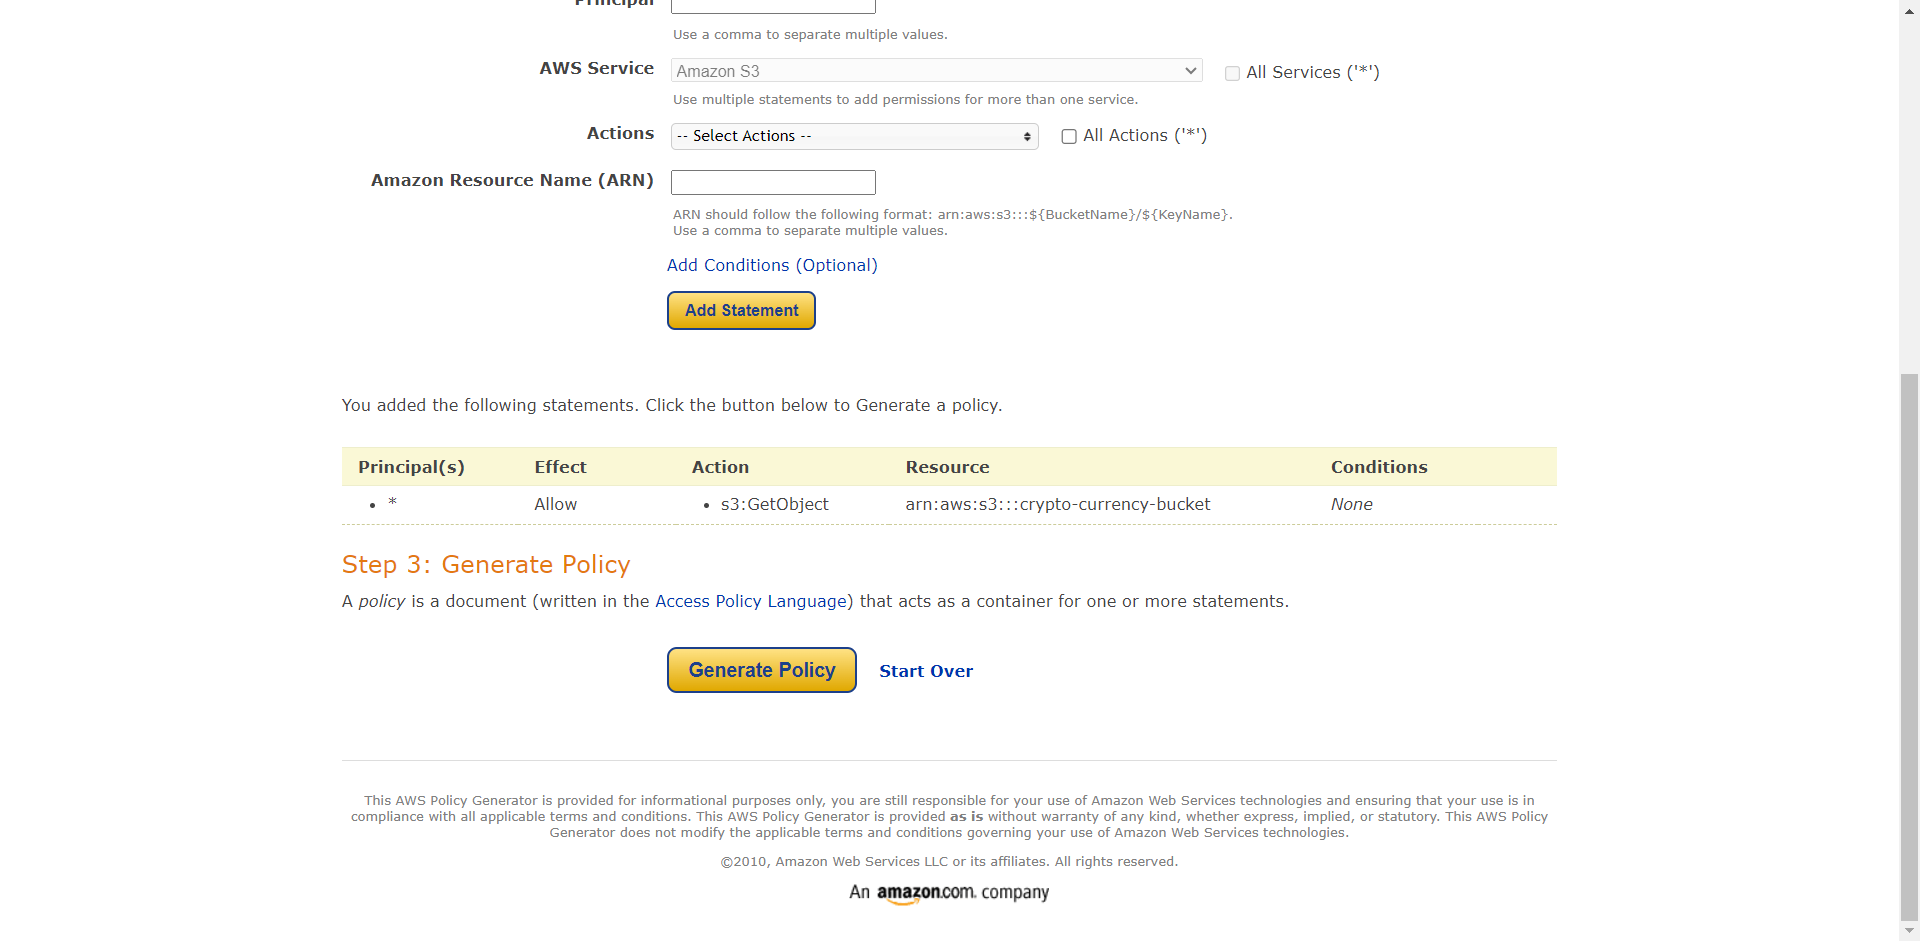 Principal
Use a comma to separate multiple values.
AWS Service Amazon S3 All Services ('*')
Use multiple statements to add permissions for more than one service.
Actions -- Select Actions -- All Actions ('*')
Amazon Resource Name (ARN)
ARN should follow the following format: arn:aws:s3:::${BucketName}/${KeyName}.
Use a comma to separate multiple values.
Add Conditions (Optional)
Add Statement
You added the following statements. Click the button below to Generate a policy.
Principal(s) Effect Action Resource Conditions
• * Allow • s3:GetObject arn:aws:s3:::crypto-currency-bucket None
Step 3: Generate Policy
A policy is a document (written in the Access Policy Language) that acts as a container for one or more statements.
Generate Policy Start Over
This AWS Policy Generator is provided for informational purposes only, you are still responsible for your use of Amazon Web Services technologies and ensuring that your use is in
compliance with all applicable terms and conditions. This AWS Policy Generator is provided as is without warranty of any kind, whether express, implied, or statutory. This AWS Policy
Generator does not modify the applicable terms and conditions governing your use of Amazon Web Services technologies.
©2010, Amazon Web Services LLC or its affiliates. All rights reserved.
An amazon.com. company